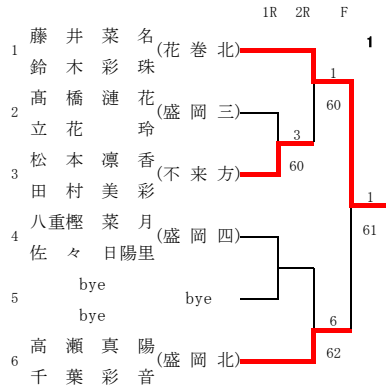 1R 2R F
1
藤井菜名
1 (花巻北)
鈴木彩珠
1
60
髙橋漣花
2 (盛岡三)
立花玲
3
60
松本凛香
3 (不来方)
田村美彩
1
61
八重樫菜月
4 (盛岡四)
佐々日陽里
bye
5 bye
bye
6
62
高瀬真陽
6 (盛岡北)
千葉彩音